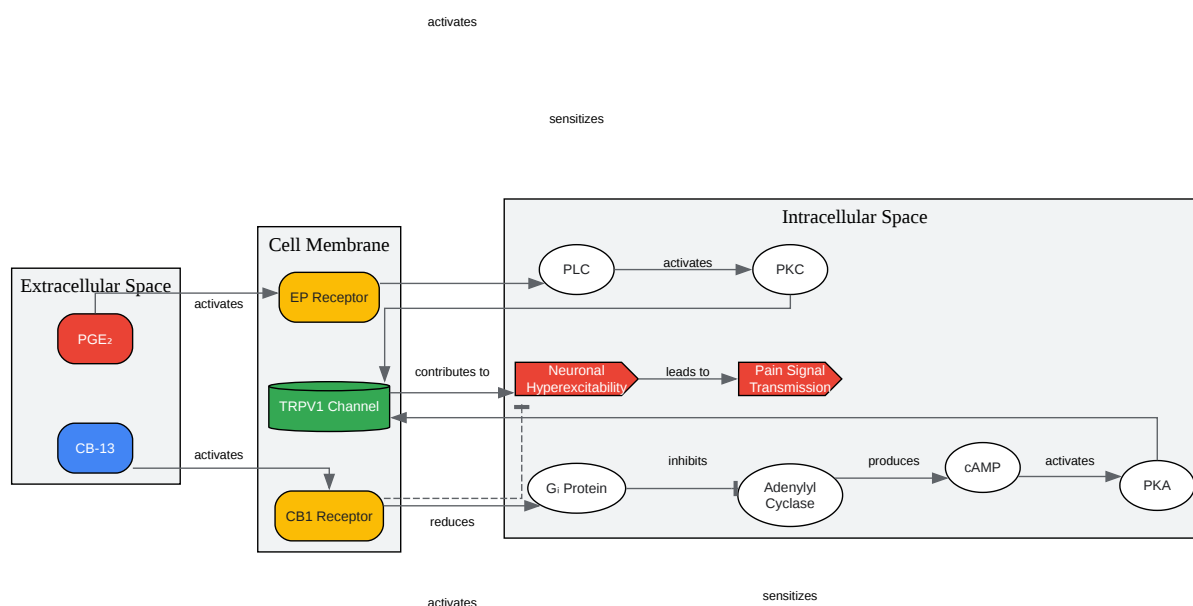 activates
sensitizes
Intracellular Space
Cell Membrane
Extracellular Space
PLC
activates
PKC
EP Receptor
activates
PGE₂
contributes to
Neuronal
Hyperexcitability
leads to
Pain Signal
Transmission
TRPV1 Channel
CB-13
activates
inhibits
produces
cAMP
activates
Gᵢ Protein
Adenylyl
Cyclase
PKA
CB1 Receptor
reduces
activates
sensitizes